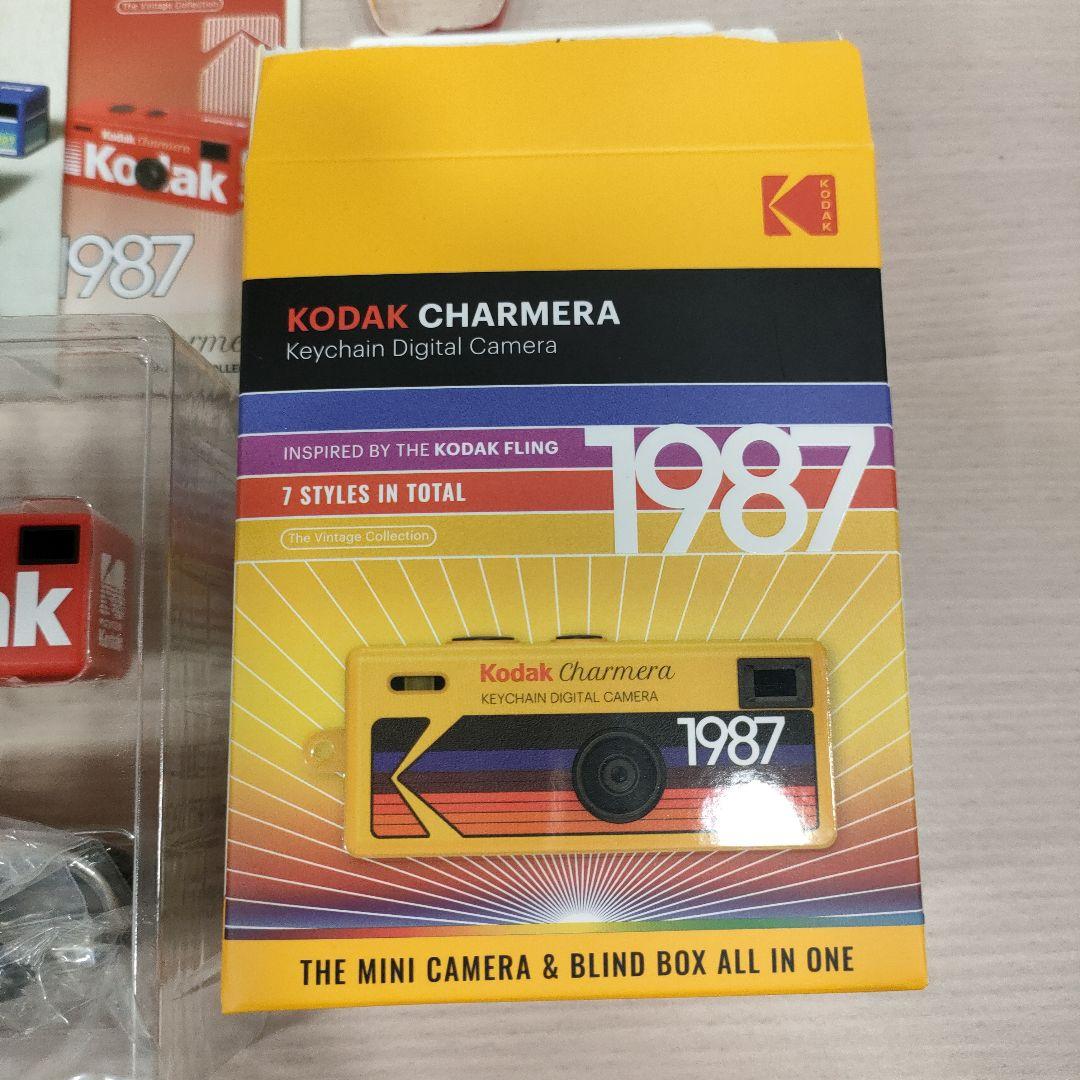 The Vintage Collection
Kodak Charmera
Kodak
1987
KODAK
KODAK CHARMERA
Keychain Digital Camera
INSPIRED BY THE KODAK FLING
7 STYLES IN TOTAL
The Vintage Collection
1987
Kodak Charmera
KEYCHAIN DIGITAL CAMERA
1987
THE MINI CAMERA & BLIND BOX ALL IN ONE
ak